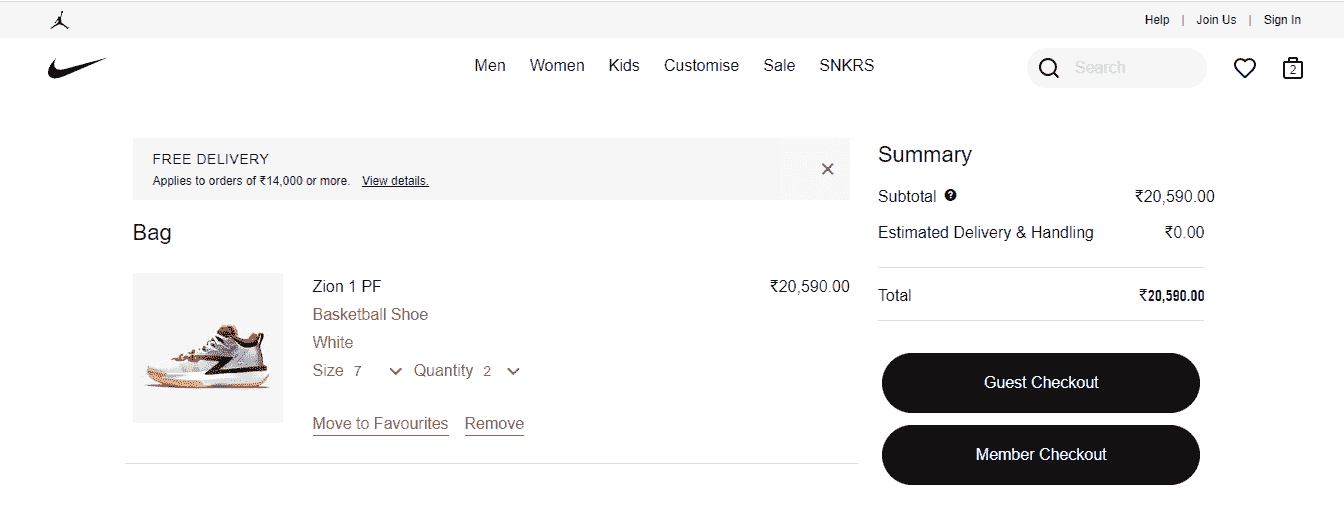 Help | Join Us | Sign In
Men Women Kids Customise Sale SNKRS
Search
2
FREE DELIVERY
Applies to orders of ₹14,000 or more. View details.
Bag
Zion 1 PF ₹20,590.00
Basketball Shoe
White
Size 7 Quantity 2
Move to Favourites Remove
Summary
Subtotal ? ₹20,590.00
Estimated Delivery & Handling ₹0.00
Total ₹20,590.00
Guest Checkout
Member Checkout